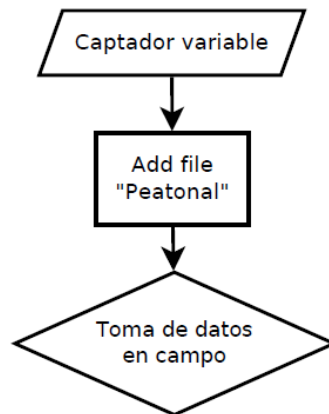 Captador variable
Add file
"Peatonal"
Toma de datos
en campo